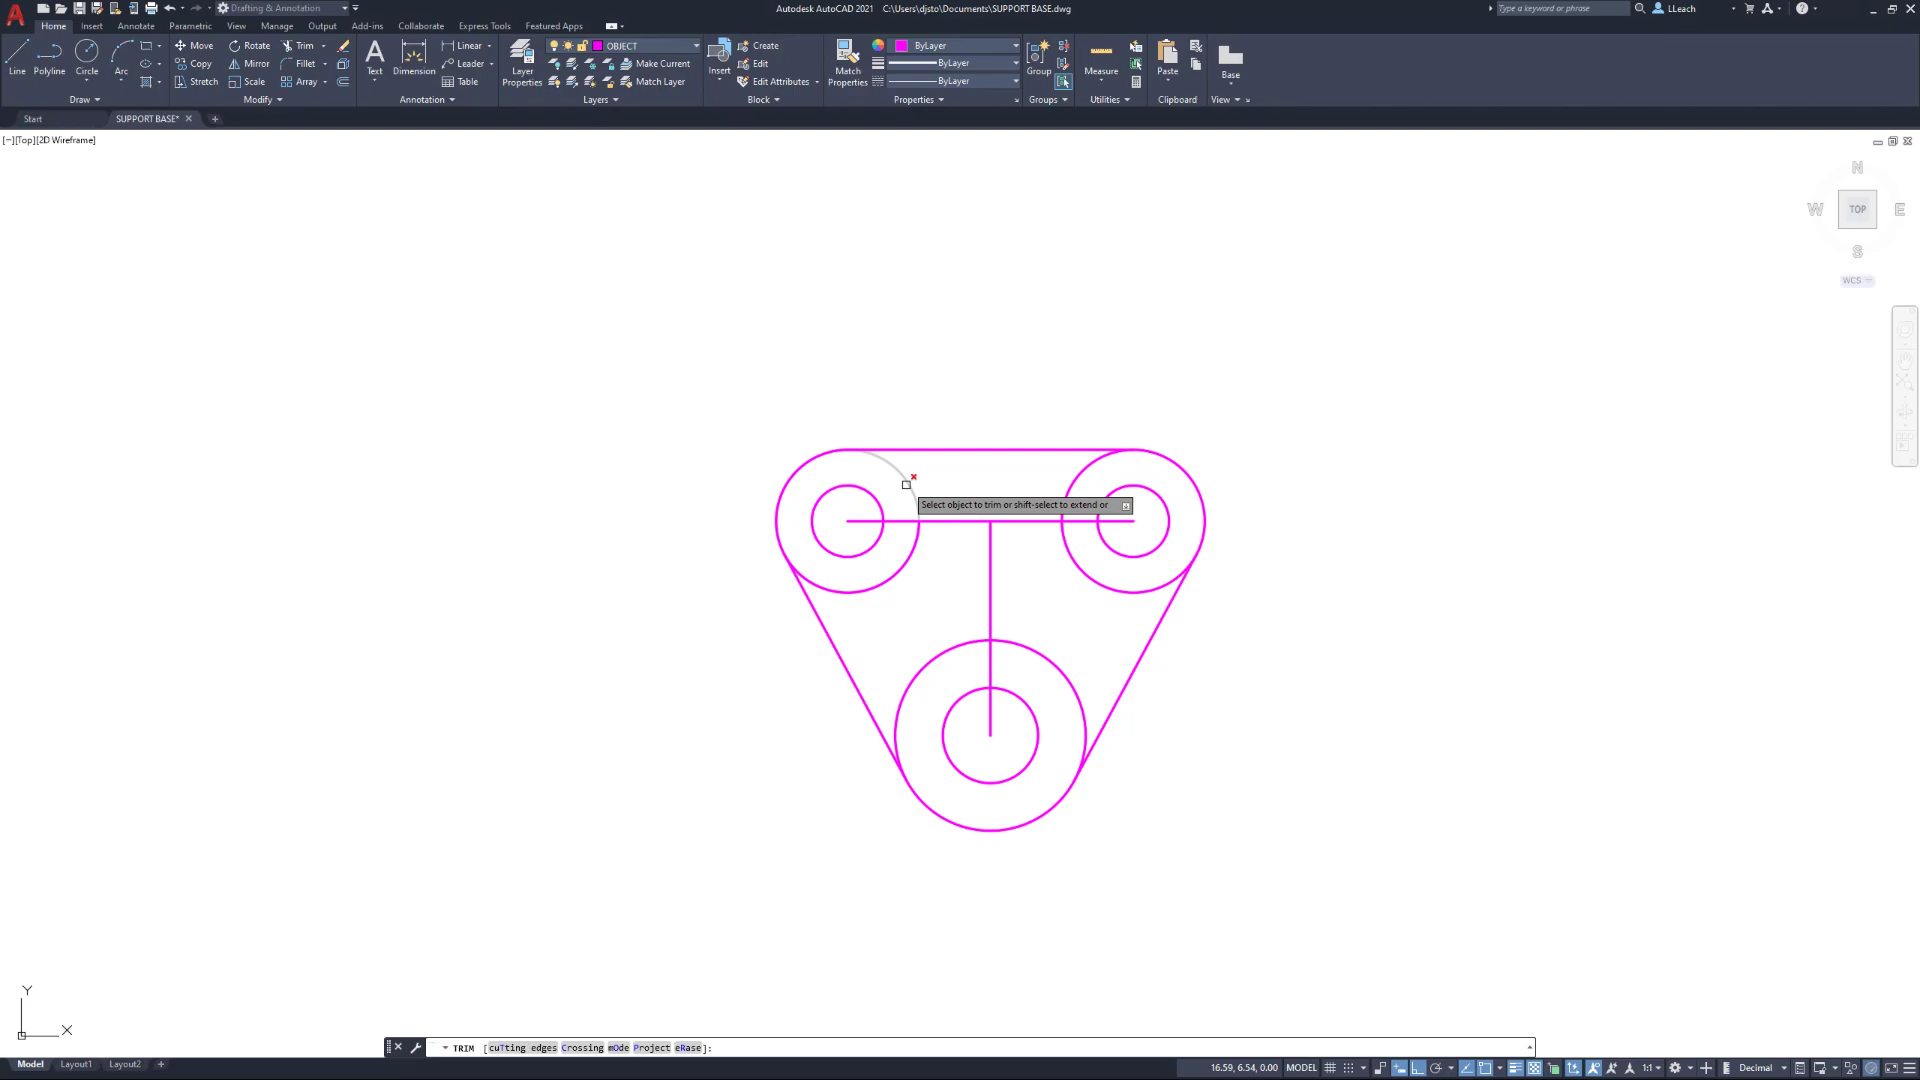 Drafting & Annotation
Autodesk AutoCAD 2021 C:\Users\djsto\Documents\SUPPORT BASE.dwg
Type a keyword or phrase
LLeach
Home Insert Annotate Parametric View Manage Output Add-ins Collaborate Express Tools Featured Apps
Line Polyline Circle Arc
Draw
Move Rotate Trim
Copy Mirror Fillet
Stretch Scale Array
Modify
Text Dimension
Linear
Leader
Table
Annotation
Layer
Properties
OBJECT
Make Current
Match Layer
Layers
Insert
Create
Edit
Edit Attributes
Block
Match
Properties
ByLayer
ByLayer
ByLayer
Properties
Group
Groups
Measure
Utilities
Paste
Clipboard
Base
View
Start SUPPORT BASE*
[−][Top][2D Wireframe]
N
W TOP E
S
WCS
Select object to trim or shift-select to extend or
Y
X
TRIM [cuTting edges Crossing mOde Project eRase]:
Model Layout1 Layout2
16.59, 6.54, 0.00 MODEL 1:1 Decimal